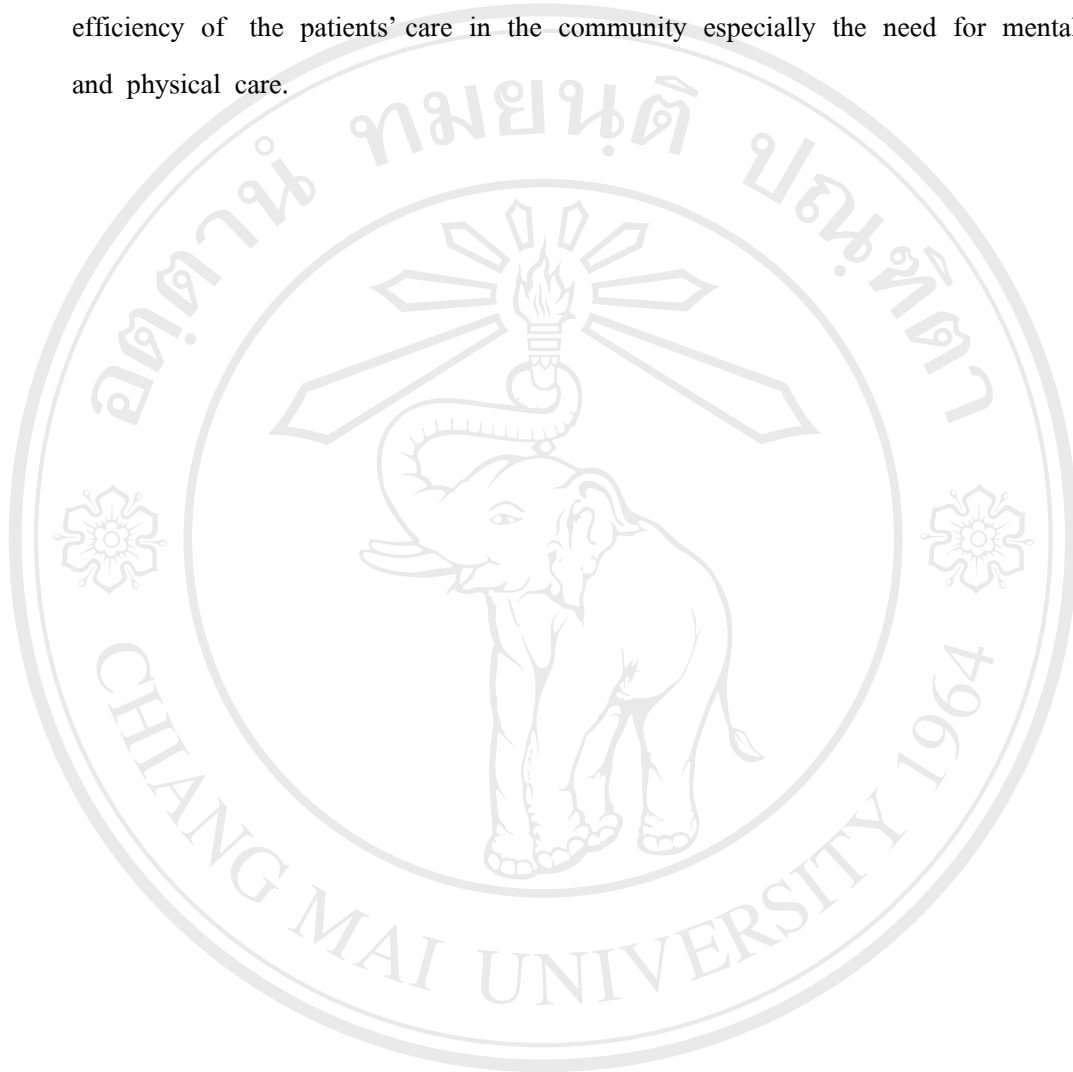 efficiency of the patients' care in the community especially the need for mental
and physical care.
อตฺตานํ ทมยนฺติ ปณฺฑิตา
CHIANG MAI UNIVERSITY 1964